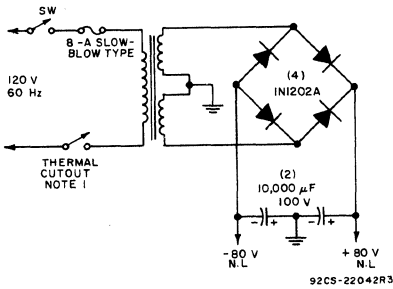 SW
8-A SLOW-
BLOW TYPE
120 V
60 Hz
THERMAL
CUTOUT
NOTE 1
(4)
1N1202A
(2)
10,000 µF
100 V
- + - +
-80 V
N.L
+80 V
N.L
92CS-22042R3